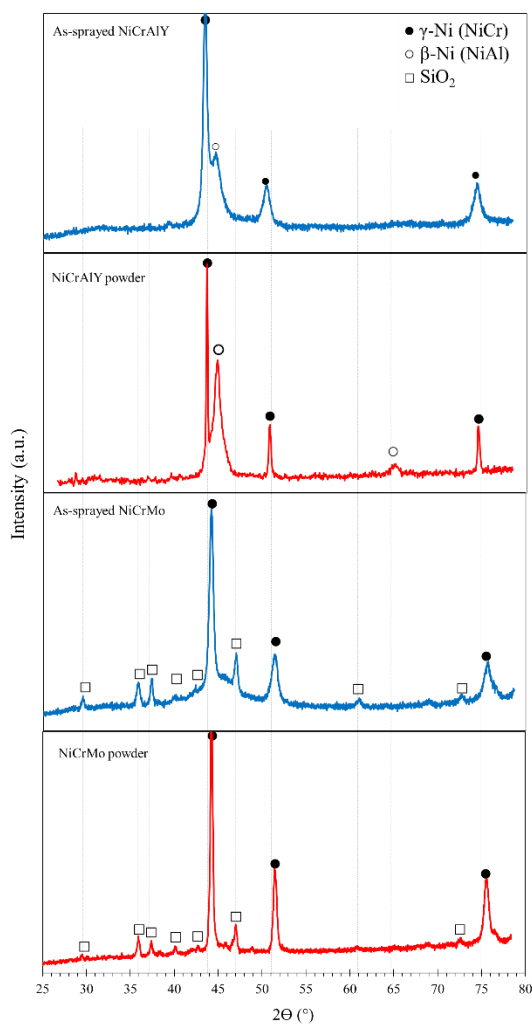 As-sprayed NiCrAlY
γ-Ni (NiCr)
β-Ni (NiAl)
SiO₂
NiCrAlY powder
As-sprayed NiCrMo
NiCrMo powder
Intensity (a.u.)
25 30 35 40 45 50 55 60 65 70 75 80
2Θ (°)